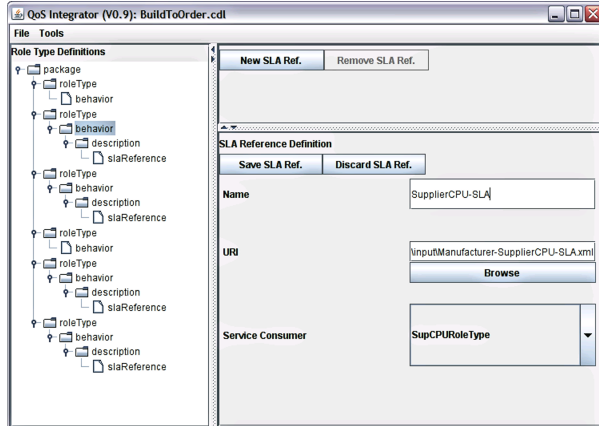 QoS Integrator (V0.9): BuildToOrder.cdl
File Tools
Role Type Definitions
package
roleType
behavior
roleType
behavior
description
slaReference
roleType
behavior
description
slaReference
roleType
behavior
roleType
behavior
description
slaReference
roleType
behavior
description
slaReference
New SLA Ref. Remove SLA Ref.
SLA Reference Definition
Save SLA Ref. Discard SLA Ref.
Name SupplierCPU-SLA
URI \input\Manufacturer-SupplierCPU-SLA.xml
Browse
Service Consumer SupCPURoleType